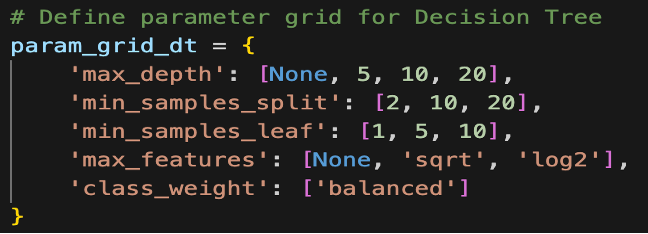 # Define parameter grid for Decision Tree
param_grid_dt = {
    'max_depth': [None, 5, 10, 20],
    'min_samples_split': [2, 10, 20],
    'min_samples_leaf': [1, 5, 10],
    'max_features': [None, 'sqrt', 'log2'],
    'class_weight': ['balanced']
}